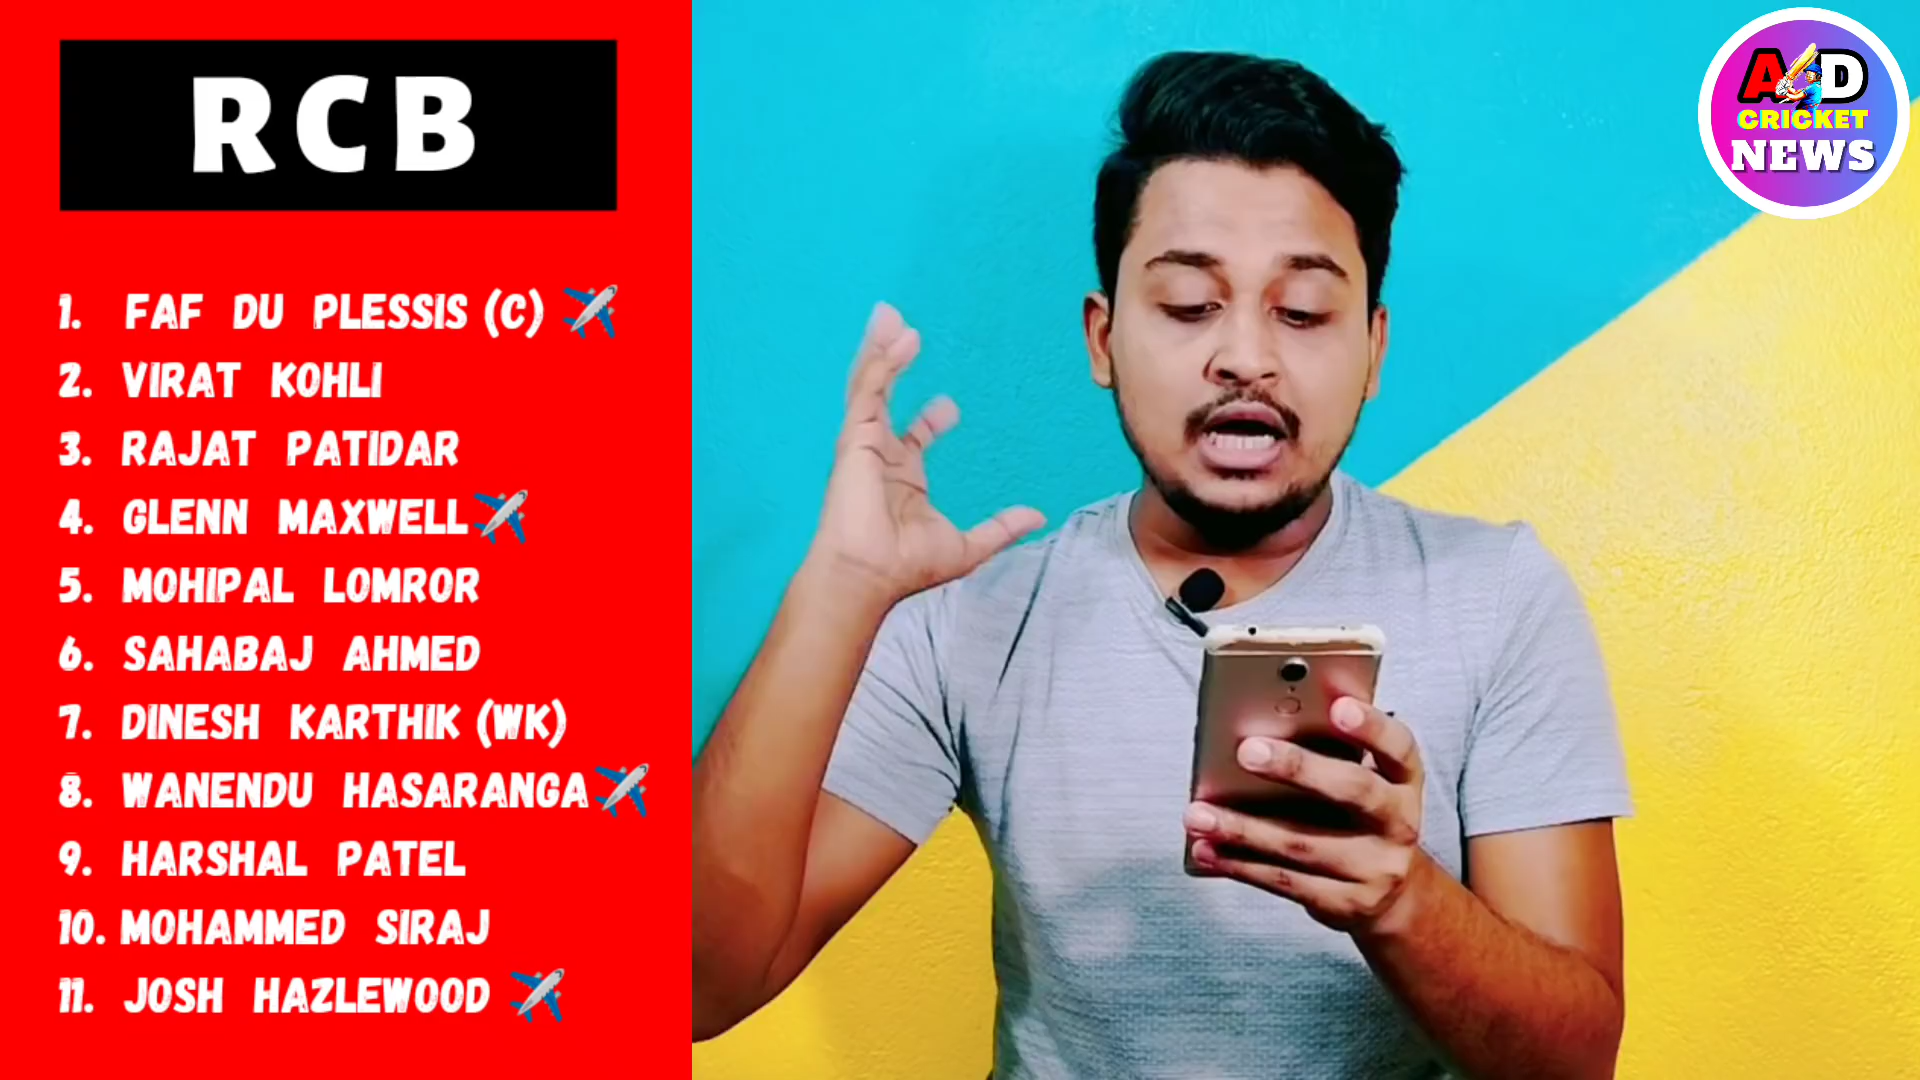 RCB
1. FAF DU PLESSIS (C) ✈️
2. VIRAT KOHLI
3. RAJAT PATIDAR
4. GLENN MAXWELL ✈️
5. MOHIPAL LOMROR
6. SAHABAJ AHMED
7. DINESH KARTHIK (WK)
8. WANENDU HASARANGA ✈️
9. HARSHAL PATEL
10. MOHAMMED SIRAJ
11. JOSH HAZLEWOOD ✈️
A D
CRICKET
NEWS